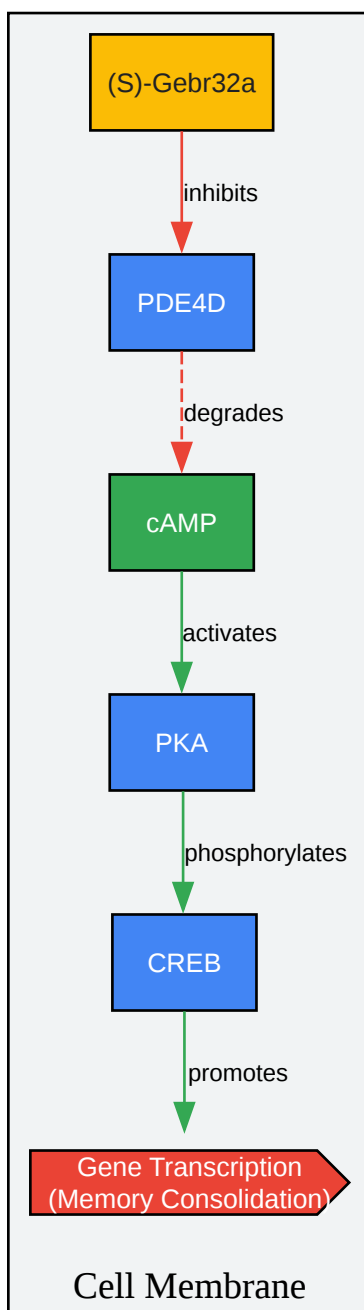 (S)-Gebr32a
inhibits
PDE4D
degrades
cAMP
activates
PKA
phosphorylates
CREB
promotes
Gene Transcription
(Memory Consolidation)
Cell Membrane